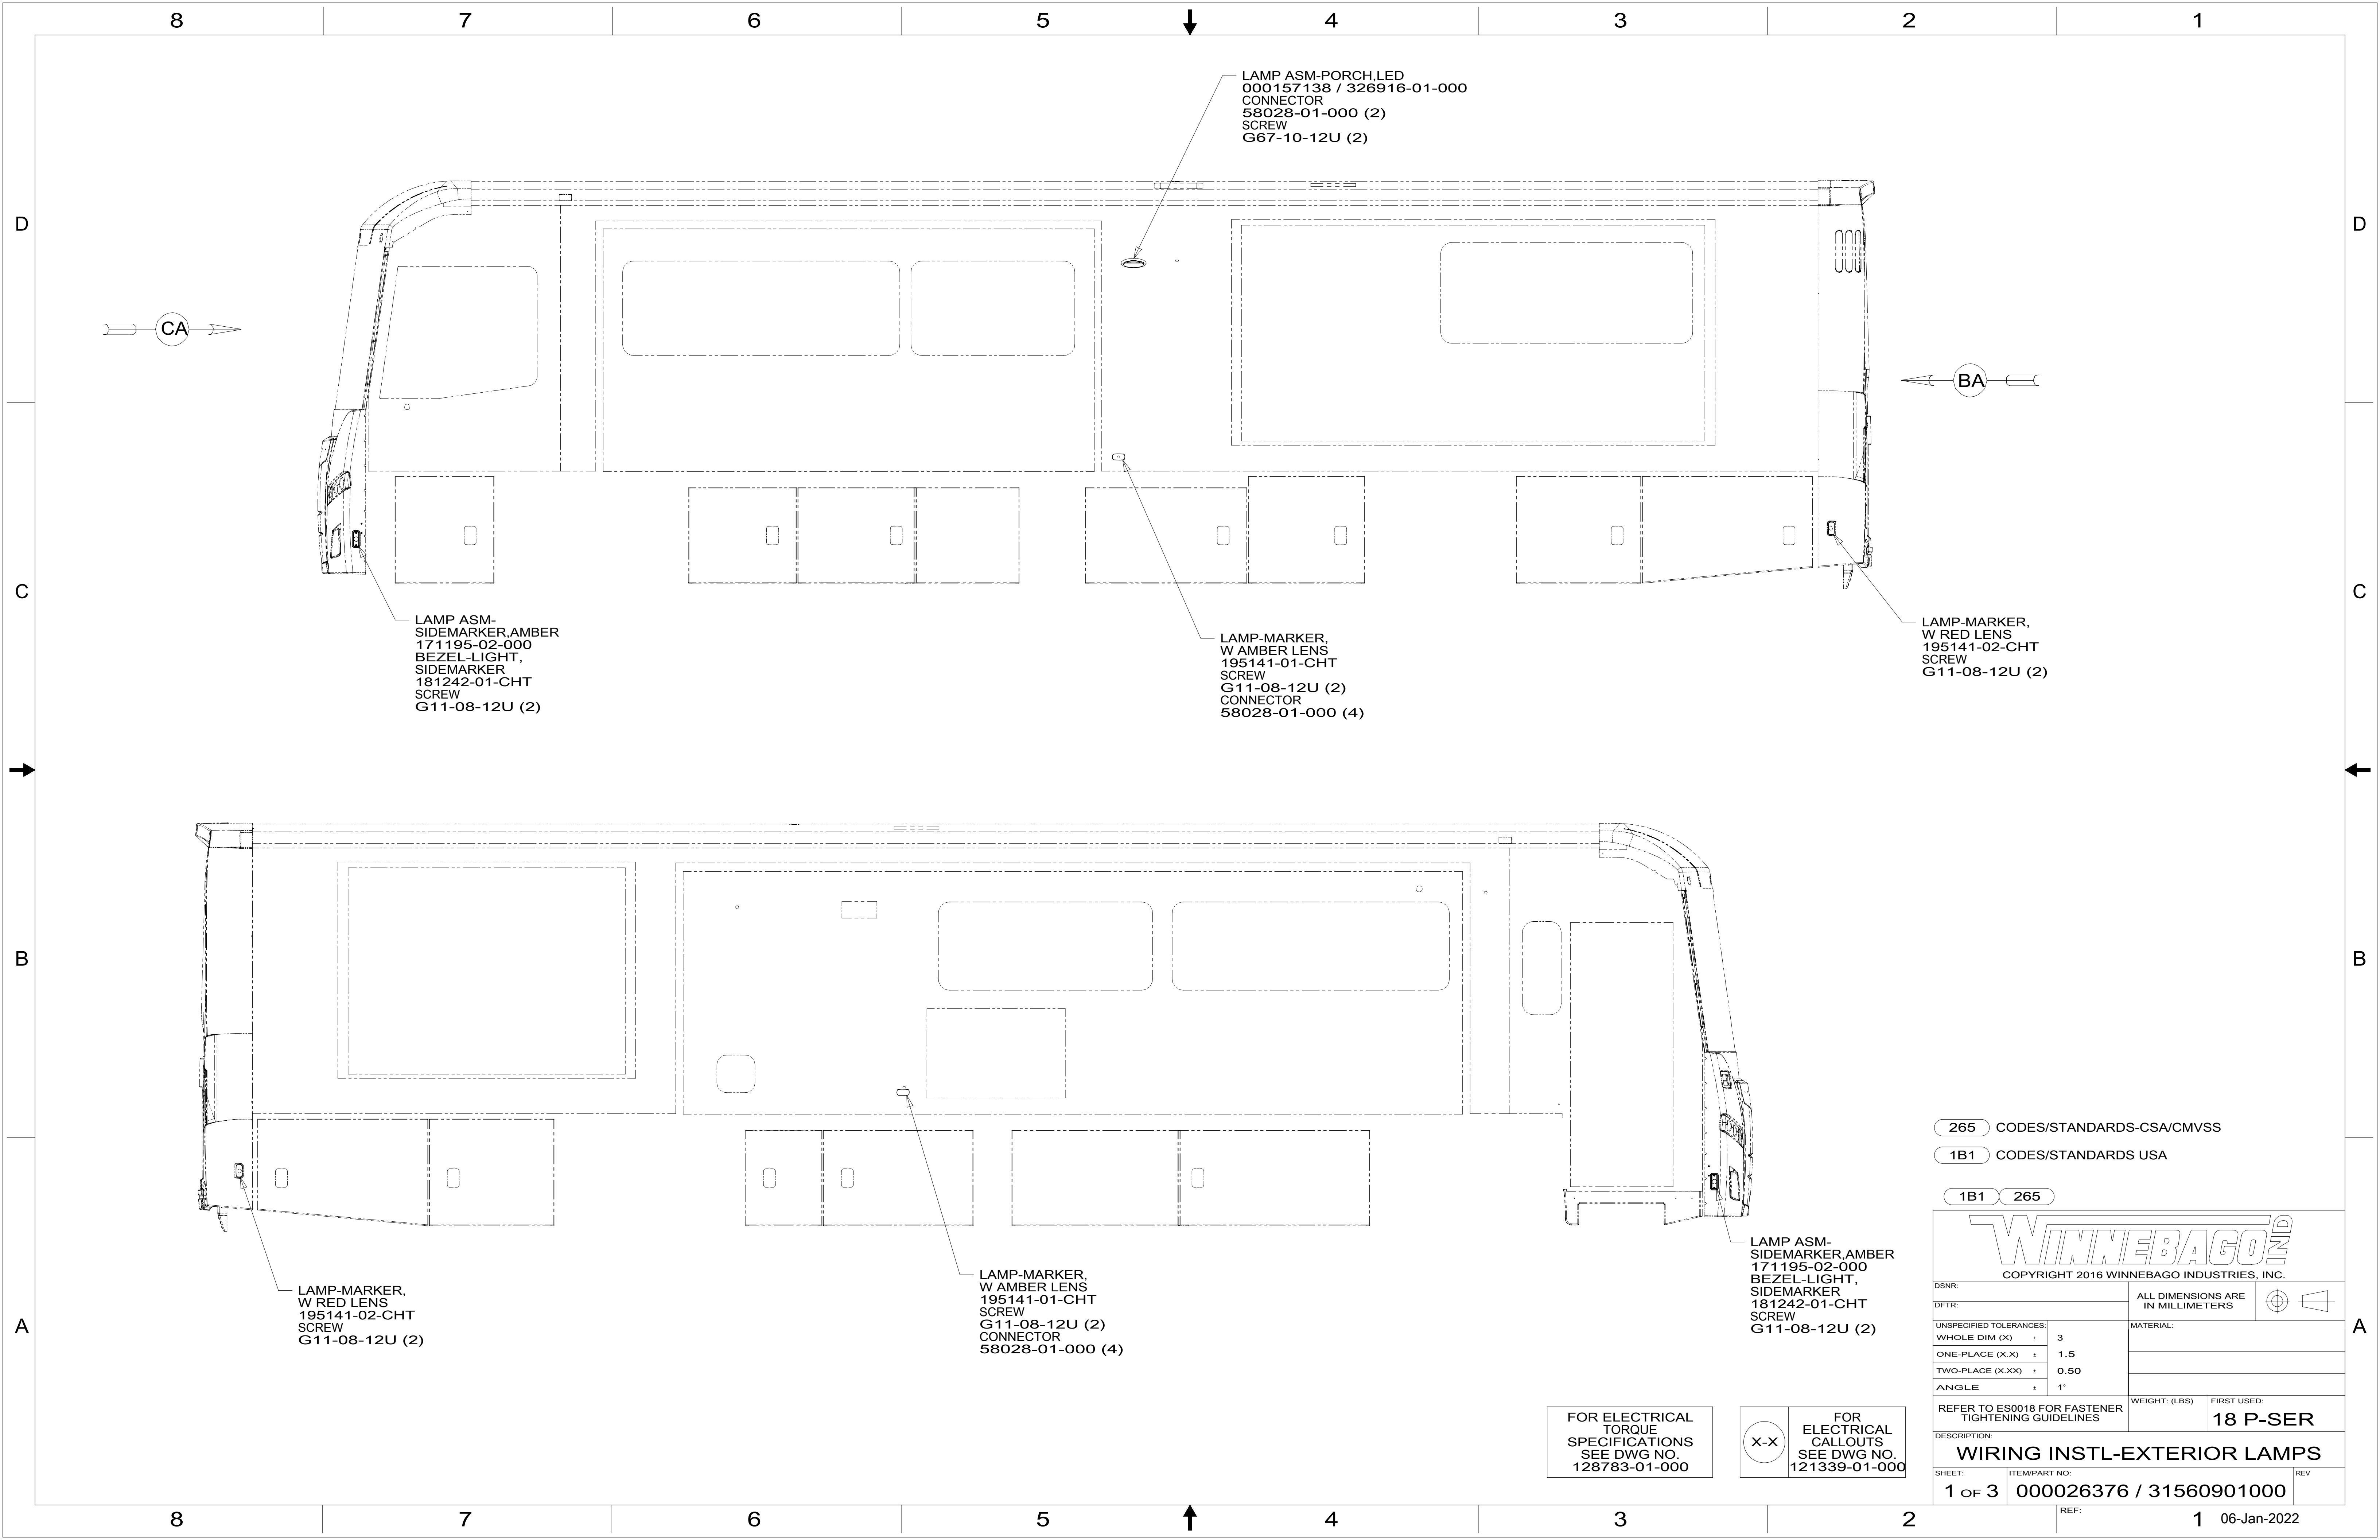 8 7 6 5 4 3 2 1
LAMP ASM-PORCH,LED
000157138 / 326916-01-000
CONNECTOR
58028-01-000 (2)
SCREW
G67-10-12U (2)
D D
CA
BA
C C
LAMP ASM-
SIDEMARKER,AMBER
171195-02-000
BEZEL-LIGHT,
SIDEMARKER
181242-01-CHT
SCREW
G11-08-12U (2)
LAMP-MARKER,
W AMBER LENS
195141-01-CHT
SCREW
G11-08-12U (2)
CONNECTOR
58028-01-000 (4)
LAMP-MARKER,
W RED LENS
195141-02-CHT
SCREW
G11-08-12U (2)
B B
LAMP-MARKER,
W RED LENS
195141-02-CHT
SCREW
G11-08-12U (2)
LAMP-MARKER,
W AMBER LENS
195141-01-CHT
SCREW
G11-08-12U (2)
CONNECTOR
58028-01-000 (4)
LAMP ASM-
SIDEMARKER,AMBER
171195-02-000
BEZEL-LIGHT,
SIDEMARKER
181242-01-CHT
SCREW
G11-08-12U (2)
A A
265 CODES/STANDARDS-CSA/CMVSS
1B1 CODES/STANDARDS USA
1B1 265
WINNEBAGO IND
COPYRIGHT 2016 WINNEBAGO INDUSTRIES, INC.
DSNR:
DFTR:
ALL DIMENSIONS ARE
IN MILLIMETERS
UNSPECIFIED TOLERANCES:
WHOLE DIM (X) ± 3
ONE-PLACE (X.X) ± 1.5
TWO-PLACE (X.XX) ± 0.50
ANGLE ± 1°
MATERIAL:
REFER TO ES0018 FOR FASTENER
TIGHTENING GUIDELINES
WEIGHT: (LBS)
FIRST USED:
18 P-SER
DESCRIPTION:
WIRING INSTL-EXTERIOR LAMPS
SHEET:
1 OF 3
ITEM/PART NO:
000026376 / 31560901000
REV
FOR ELECTRICAL
TORQUE
SPECIFICATIONS
SEE DWG NO.
128783-01-000
X-X
FOR
ELECTRICAL
CALLOUTS
SEE DWG NO.
121339-01-000
8 7 6 5 4 3 2 1
REF:
06-Jan-2022